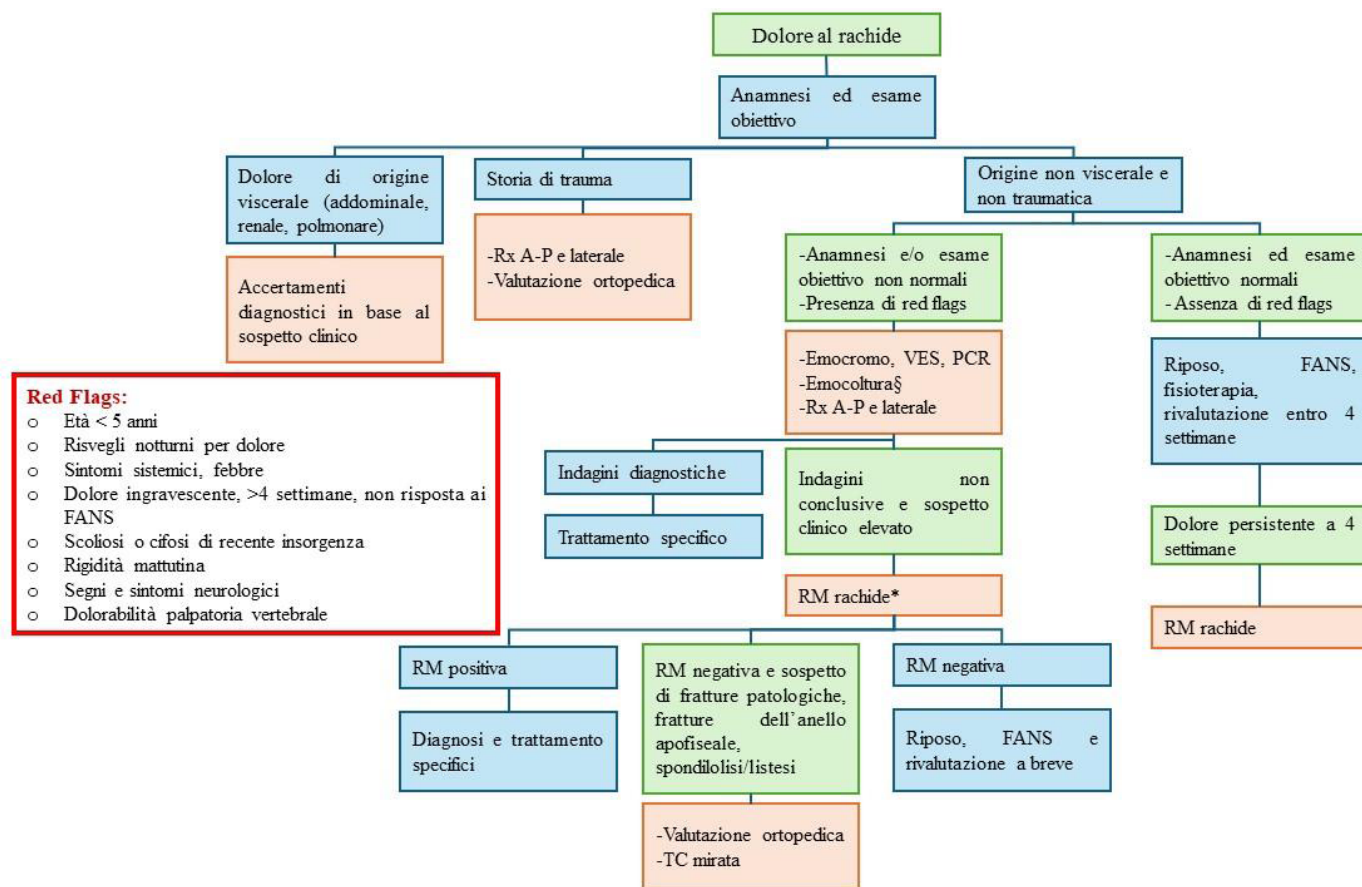 Dolore al rachide
Anamnesi ed esame
obiettivo
Dolore di origine
viscerale (addominale,
renale, polmonare)
Storia di trauma
Origine non viscerale e
non traumatica
Accertamenti
diagnostici in base al
sospetto clinico
-Rx A-P e laterale
-Valutazione ortopedica
-Anamnesi e/o esame
obiettivo non normali
-Presenza di red flags
-Anamnesi ed esame
obiettivo normali
- Assenza di red flags
-Emocromo, VES, PCR
-Emocoltura§
-Rx A-P e laterale
Riposo, FANS,
fisioterapia,
rivalutazione entro 4
settimane
Red Flags:
o Età < 5 anni
o Risvegli notturni per dolore
o Sintomi sistemici, febbre
o Dolore ingravescente, >4 settimane, non risposta ai
FANS
o Scoliosi o cifosi di recente insorgenza
o Rigidità mattutina
o Segni e sintomi neurologici
o Dolorabilità palpatoria vertebrale
Indagini diagnostiche
Trattamento specifico
Indagini non
conclusive e sospetto
clinico elevato
Dolore persistente a 4
settimane
RM rachide*
RM rachide
RM positiva
RM negativa e sospetto
di fratture patologiche,
fratture dell'anello
apofiseale,
spondilolisi/listesi
RM negativa
Diagnosi e trattamento
specifici
Riposo, FANS e
rivalutazione a breve
-Valutazione ortopedica
-TC mirata